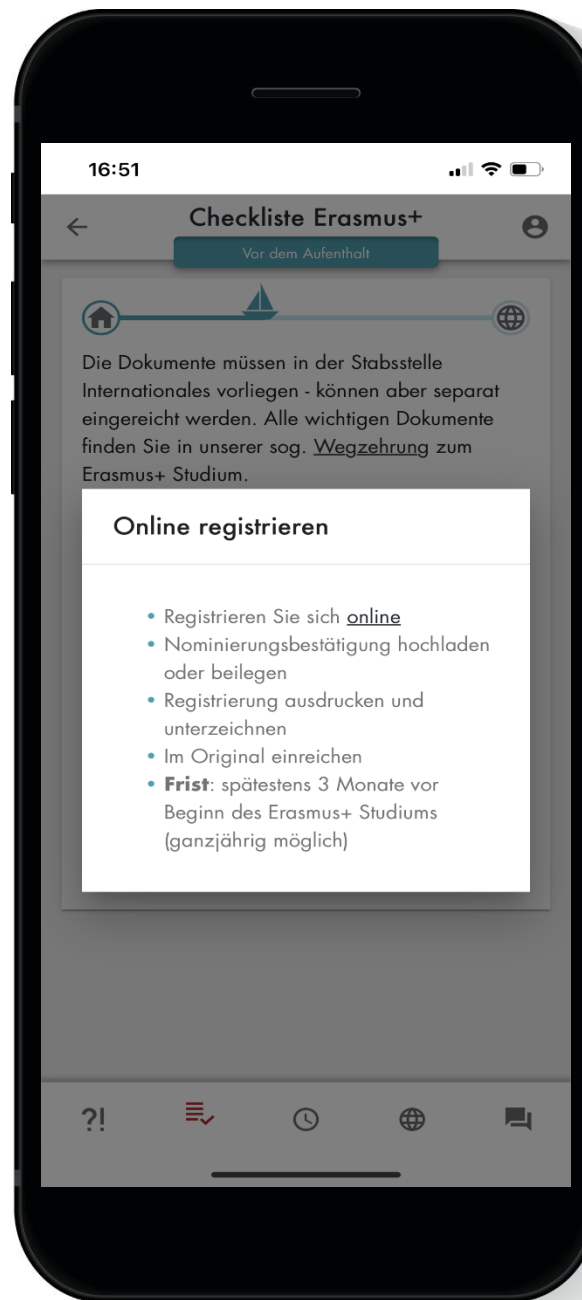 16:51
Checkliste Erasmus+
Vor dem Aufenthalt
Die Dokumente müssen in der Stabsstelle
Internationales vorliegen - können aber separat
eingereicht werden. Alle wichtigen Dokumente
finden Sie in unserer sog. Wegzehrung zum
Erasmus+ Studium.
Online registrieren
• Registrieren Sie sich online
• Nominierungsbestätigung hochladen
oder beilegen
• Registrierung ausdrucken und
unterzeichnen
• Im Original einreichen
• Frist: spätestens 3 Monate vor
Beginn des Erasmus+ Studiums
(ganzjährig möglich)
?!